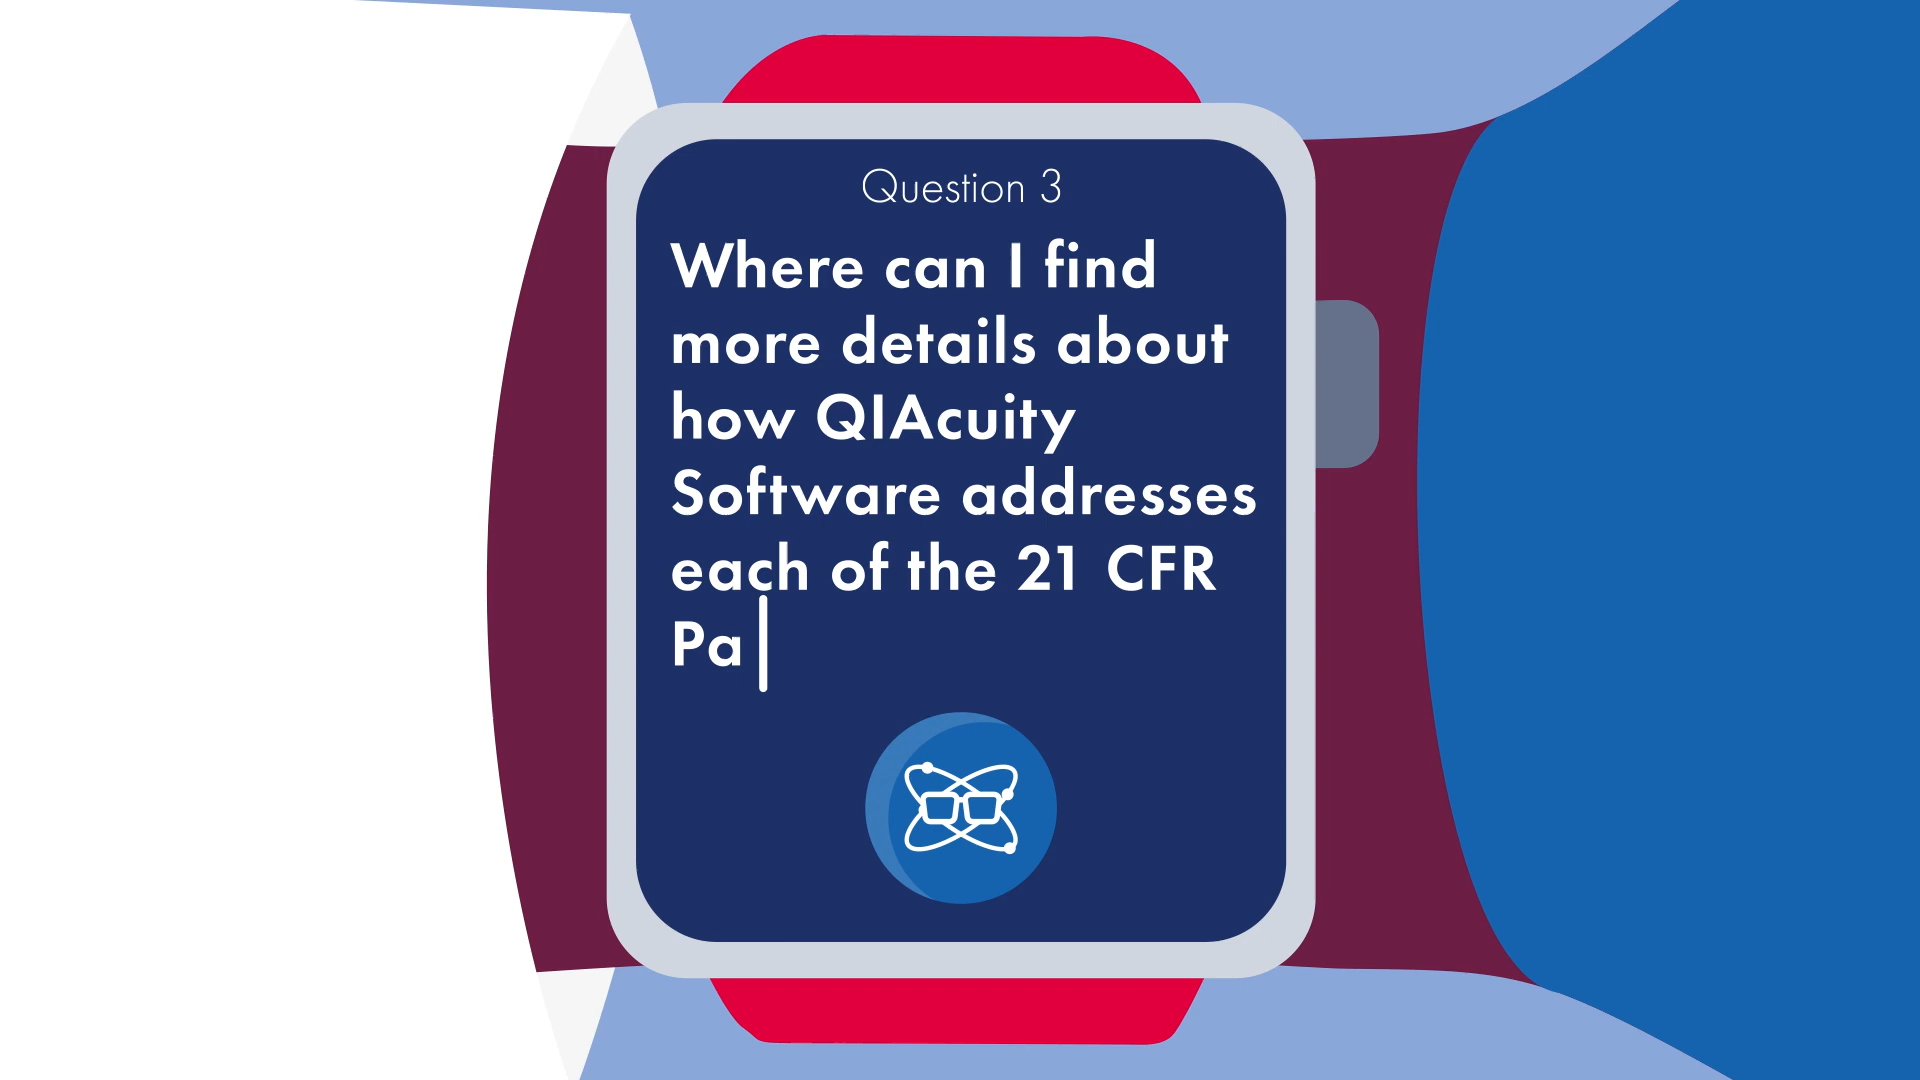 Question 3
Where can I find
more details about
how QIAcuity
Software addresses
each of the 21 CFR
Pa